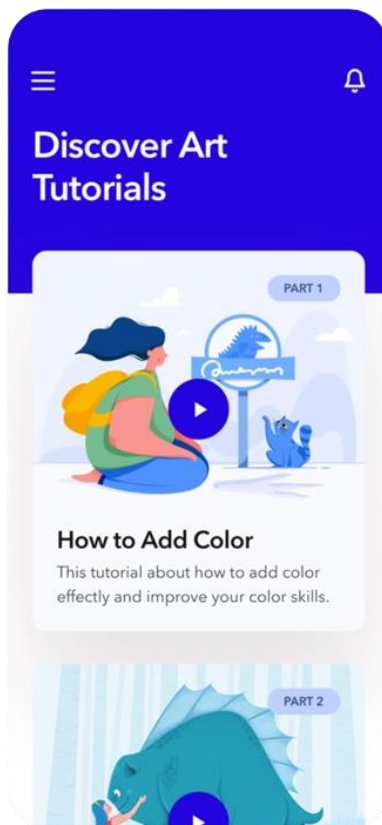 Discover Art
Tutorials
PART 1
How to Add Color
This tutorial about how to add color
effectly and improve your color skills.
PART 2